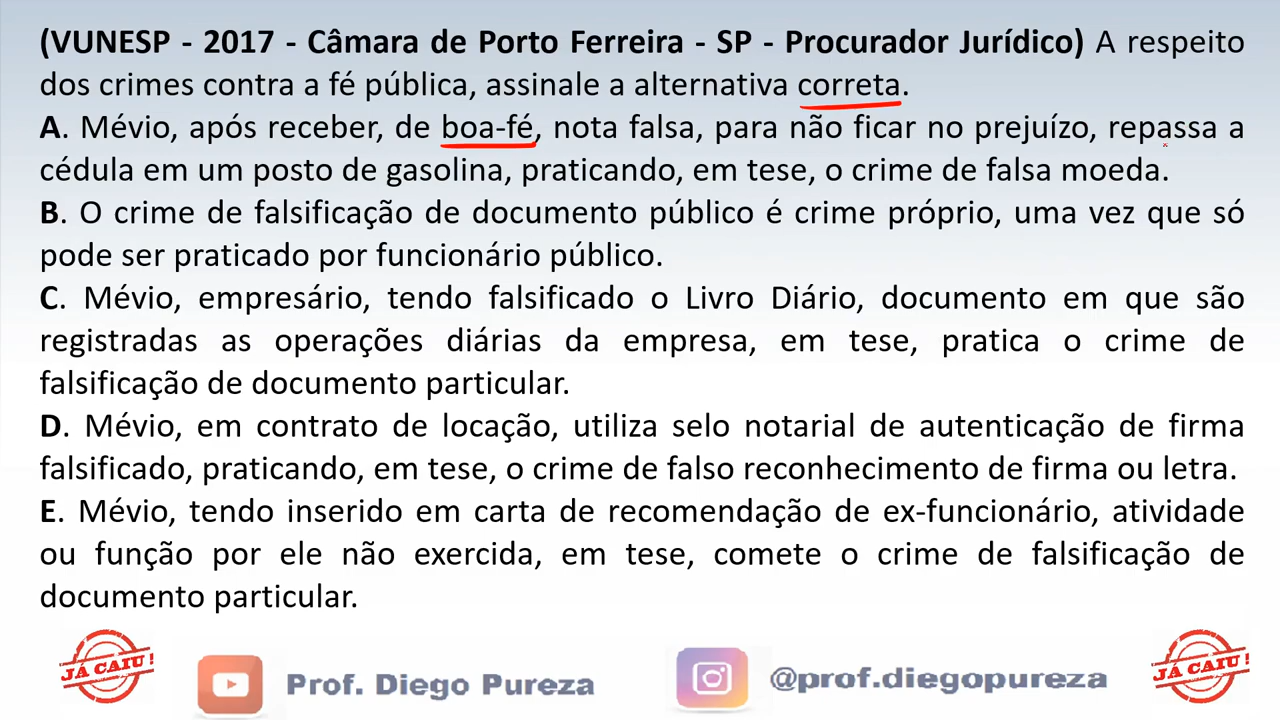 (VUNESP - 2017 - Câmara de Porto Ferreira - SP - Procurador Jurídico) A respeito
dos crimes contra a fé pública, assinale a alternativa correta.
A. Mévio, após receber, de boa-fé, nota falsa, para não ficar no prejuízo, repassa a
cédula em um posto de gasolina, praticando, em tese, o crime de falsa moeda.
B. O crime de falsificação de documento público é crime próprio, uma vez que só
pode ser praticado por funcionário público.
C. Mévio, empresário, tendo falsificado o Livro Diário, documento em que são
registradas as operações diárias da empresa, em tese, pratica o crime de
falsificação de documento particular.
D. Mévio, em contrato de locação, utiliza selo notarial de autenticação de firma
falsificado, praticando, em tese, o crime de falso reconhecimento de firma ou letra.
E. Mévio, tendo inserido em carta de recomendação de ex-funcionário, atividade
ou função por ele não exercida, em tese, comete o crime de falsificação de
documento particular.
JÁ CAIU!
Prof. Diego Pureza
@prof.diegopureza
JÁ CAIU!